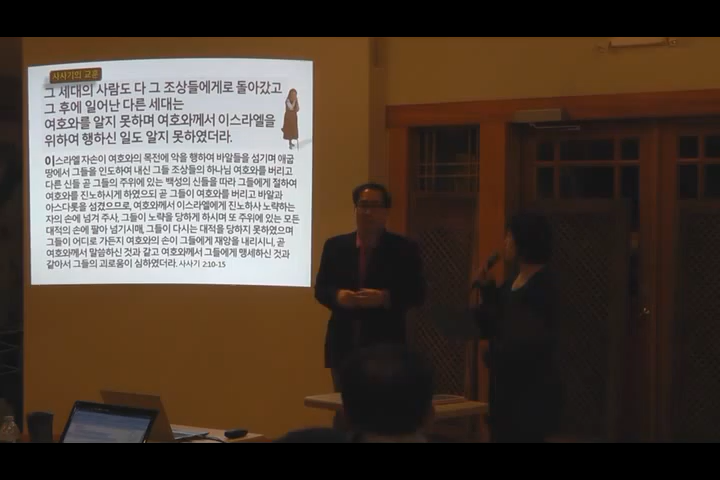 사사기의 교훈
그 세대의 사람도 다 그 조상들에게로 돌아갔고
그 후에 일어난 다른 세대는
여호와를 알지 못하며 여호와께서 이스라엘을
위하여 행하신 일도 알지 못하였더라.
이스라엘 자손이 여호와의 목전에 악을 행하여 바알들을 섬기며 애굽
땅에서 그들을 인도하여 내신 그들 조상들의 하나님 여호와를 버리고
다른 신들 곧 그들의 주위에 있는 백성의 신들을 따라 그들에게 절하여
여호와를 진노하시게 하였으되 곧 그들이 여호와를 버리고 바알과
아스다롯을 섬겼으므로, 여호와께서 이스라엘에게 진노하사 노략하는
자의 손에 넘겨 주사, 그들이 노략을 당하게 하시며 또 주위에 있는 모든
대적의 손에 팔아 넘기시매, 그들이 다시는 대적을 당하지 못하였으며
그들이 어디로 가든지 여호와의 손이 그들에게 재앙을 내리시니, 곧
여호와께서 말씀하신 것과 같고 여호와께서 그들에게 맹세하신 것과
같아서 그들의 괴로움이 심하였더라. 사사기 2:10-15